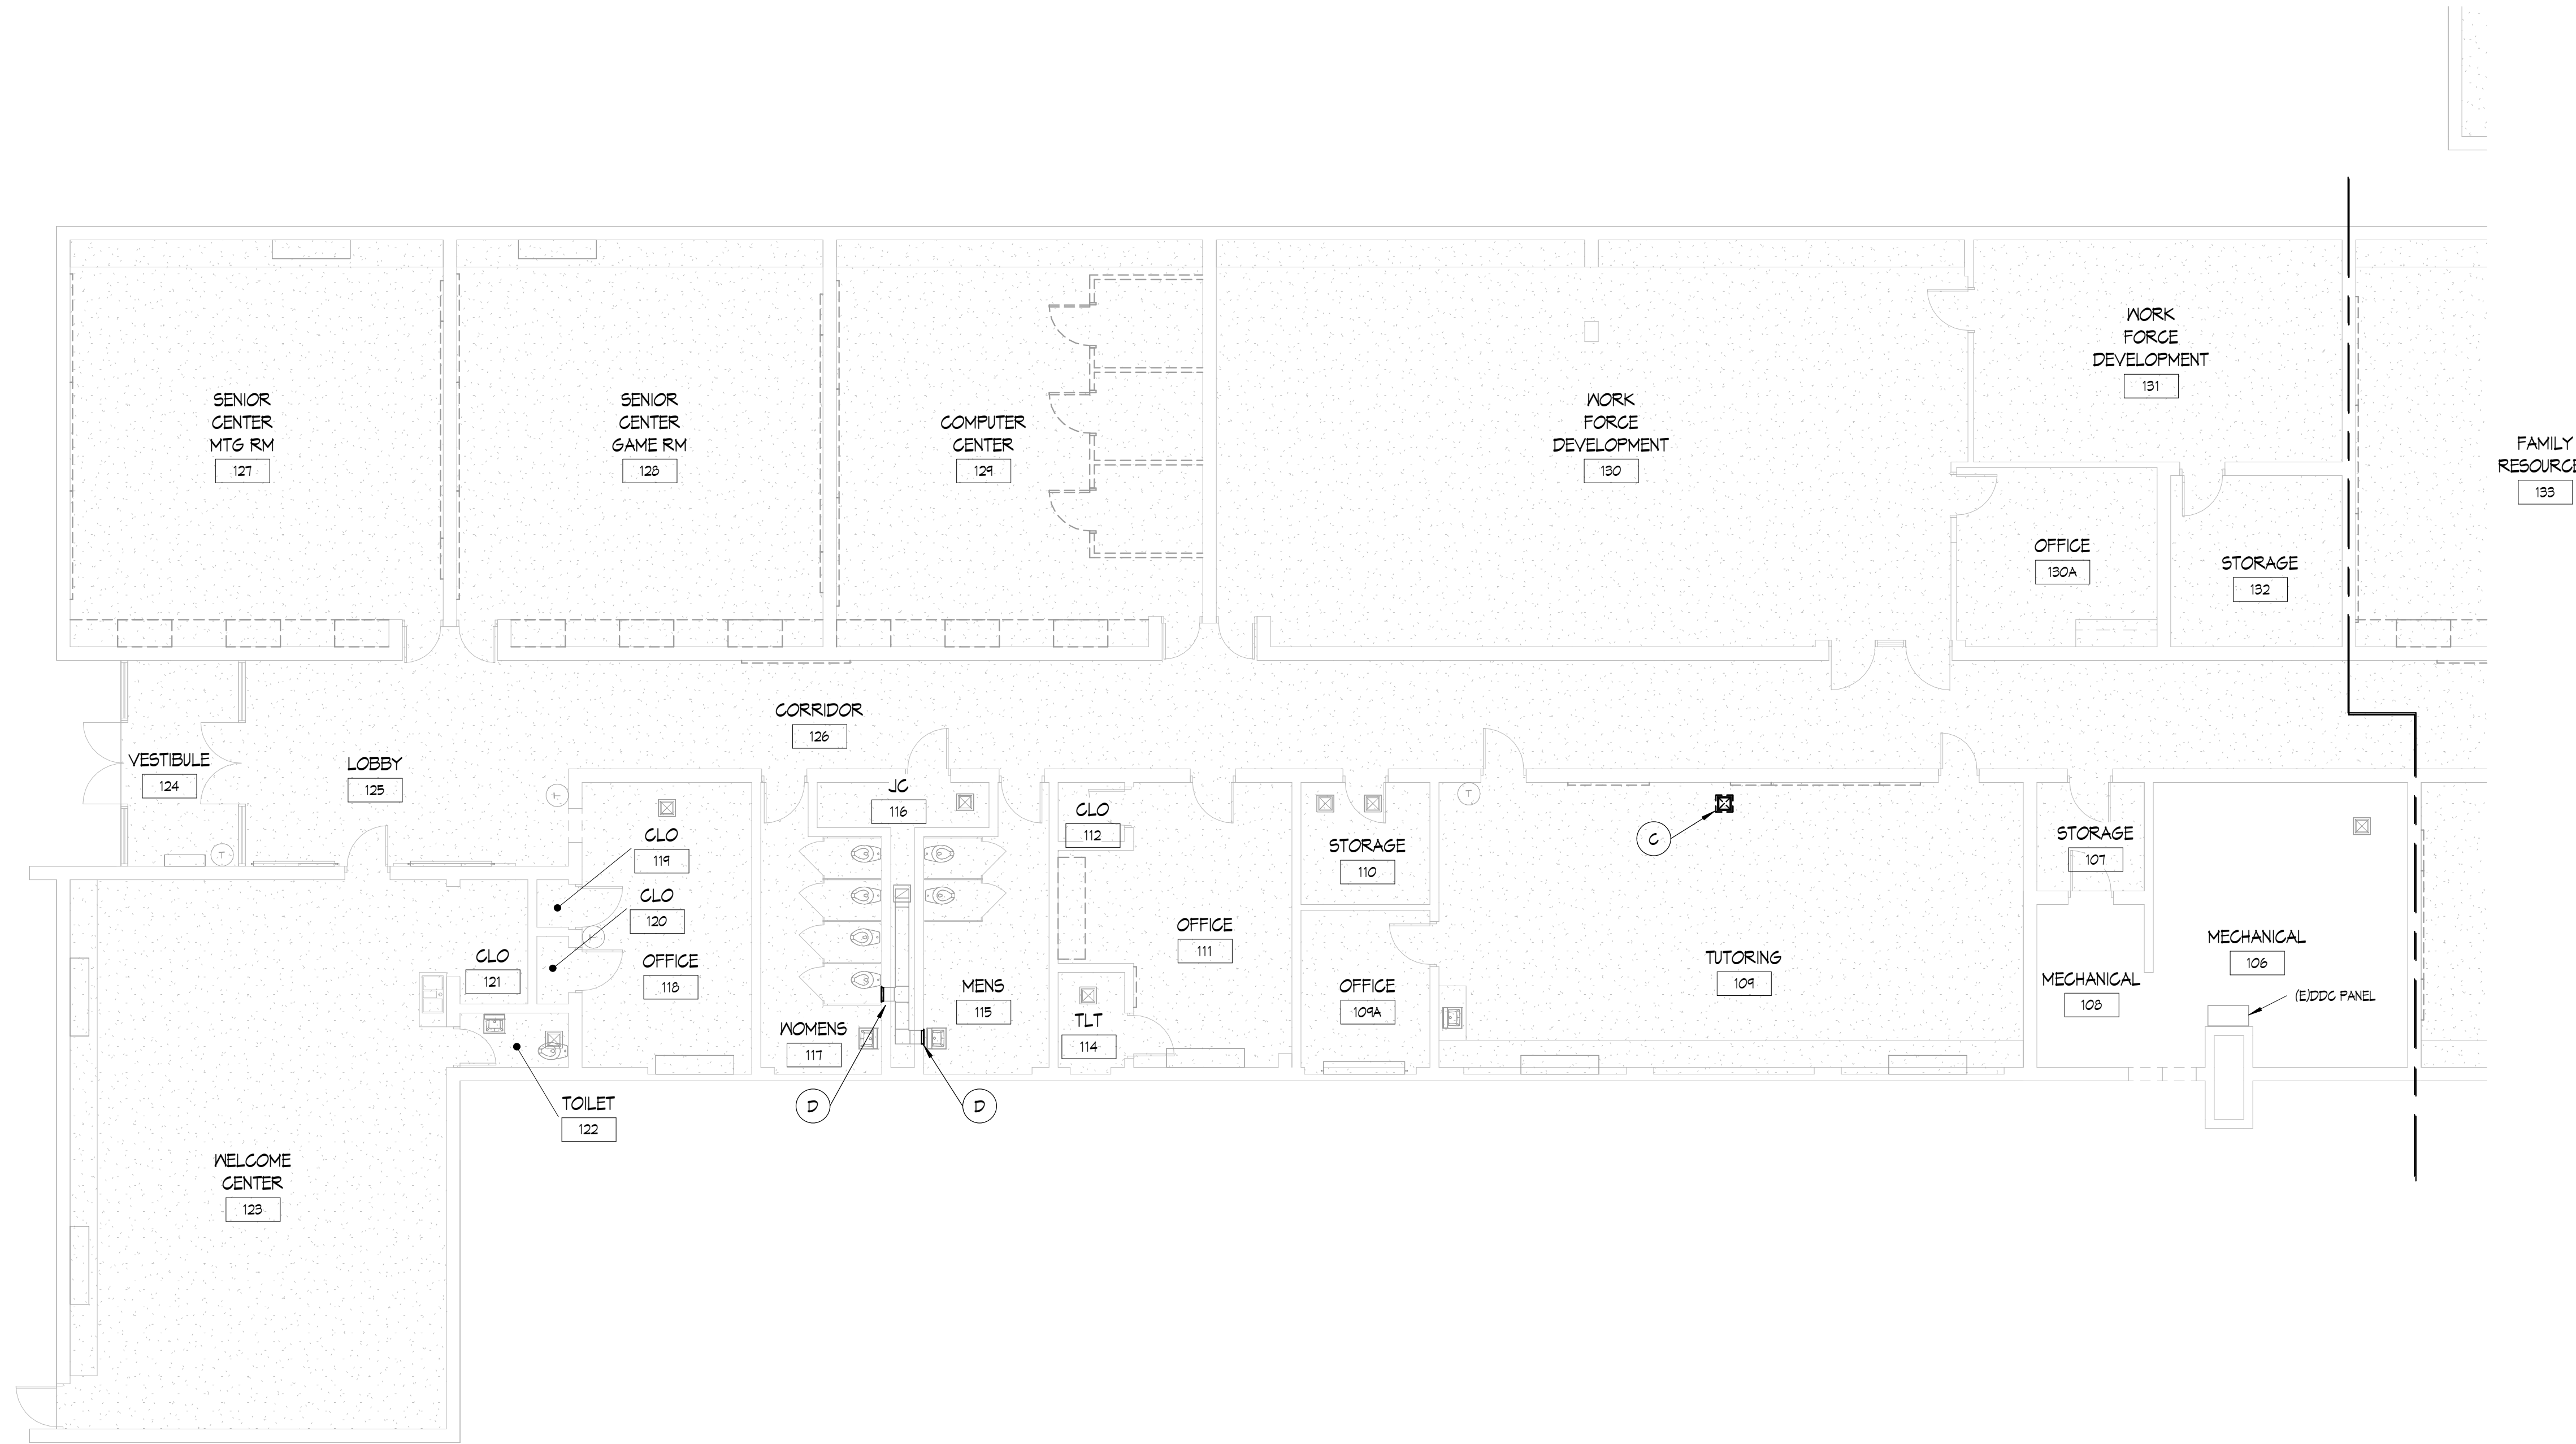 SENIOR
CENTER
MTG RM
127
SENIOR
CENTER
GAME RM
128
COMPUTER
CENTER
129
WORK
FORCE
DEVELOPMENT
130
WORK
FORCE
DEVELOPMENT
131
OFFICE
130A
STORAGE
132
FAMILY
133
CORRIDOR
126
VESTIBULE
124
LOBBY
125
T
T
T
T
JC
116
CLO
119
CLO
120
CLO
121
OFFICE
118
CLO
112
OFFICE
111
STORAGE
110
C
TUTORING
109
OFFICE
109A
STORAGE
107
MECHANICAL
106
MECHANICAL
108
(E)DDC PANEL
WOMENS
117
MENS
115
TLT
114
D
D
TOILET
122
WELCOME
CENTER
123